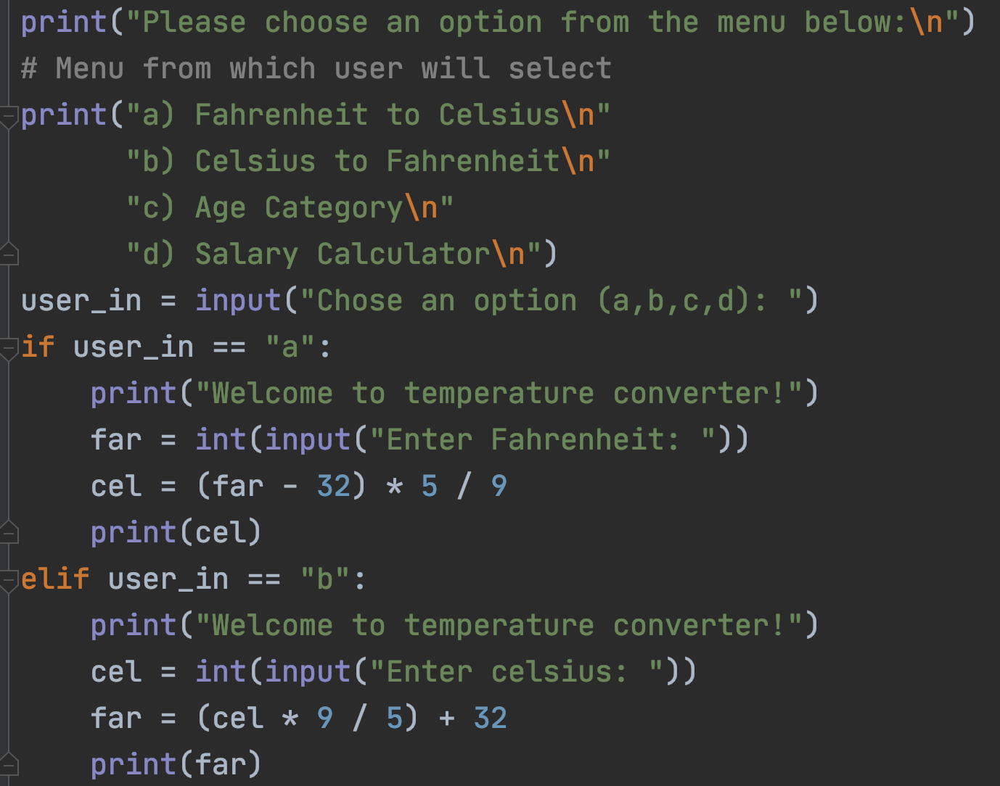 print("Please choose an option from the menu below:\n")
# Menu from which user will select
print("a) Fahrenheit to Celsius\n"
      "b) Celsius to Fahrenheit\n"
      "c) Age Category\n"
      "d) Salary Calculator\n")
user_in = input("Chose an option (a,b,c,d): ")
if user_in == "a":
    print("Welcome to temperature converter!")
    far = int(input("Enter Fahrenheit: "))
    cel = (far - 32) * 5 / 9
    print(cel)
elif user_in == "b":
    print("Welcome to temperature converter!")
    cel = int(input("Enter celsius: "))
    far = (cel * 9 / 5) + 32
    print(far)